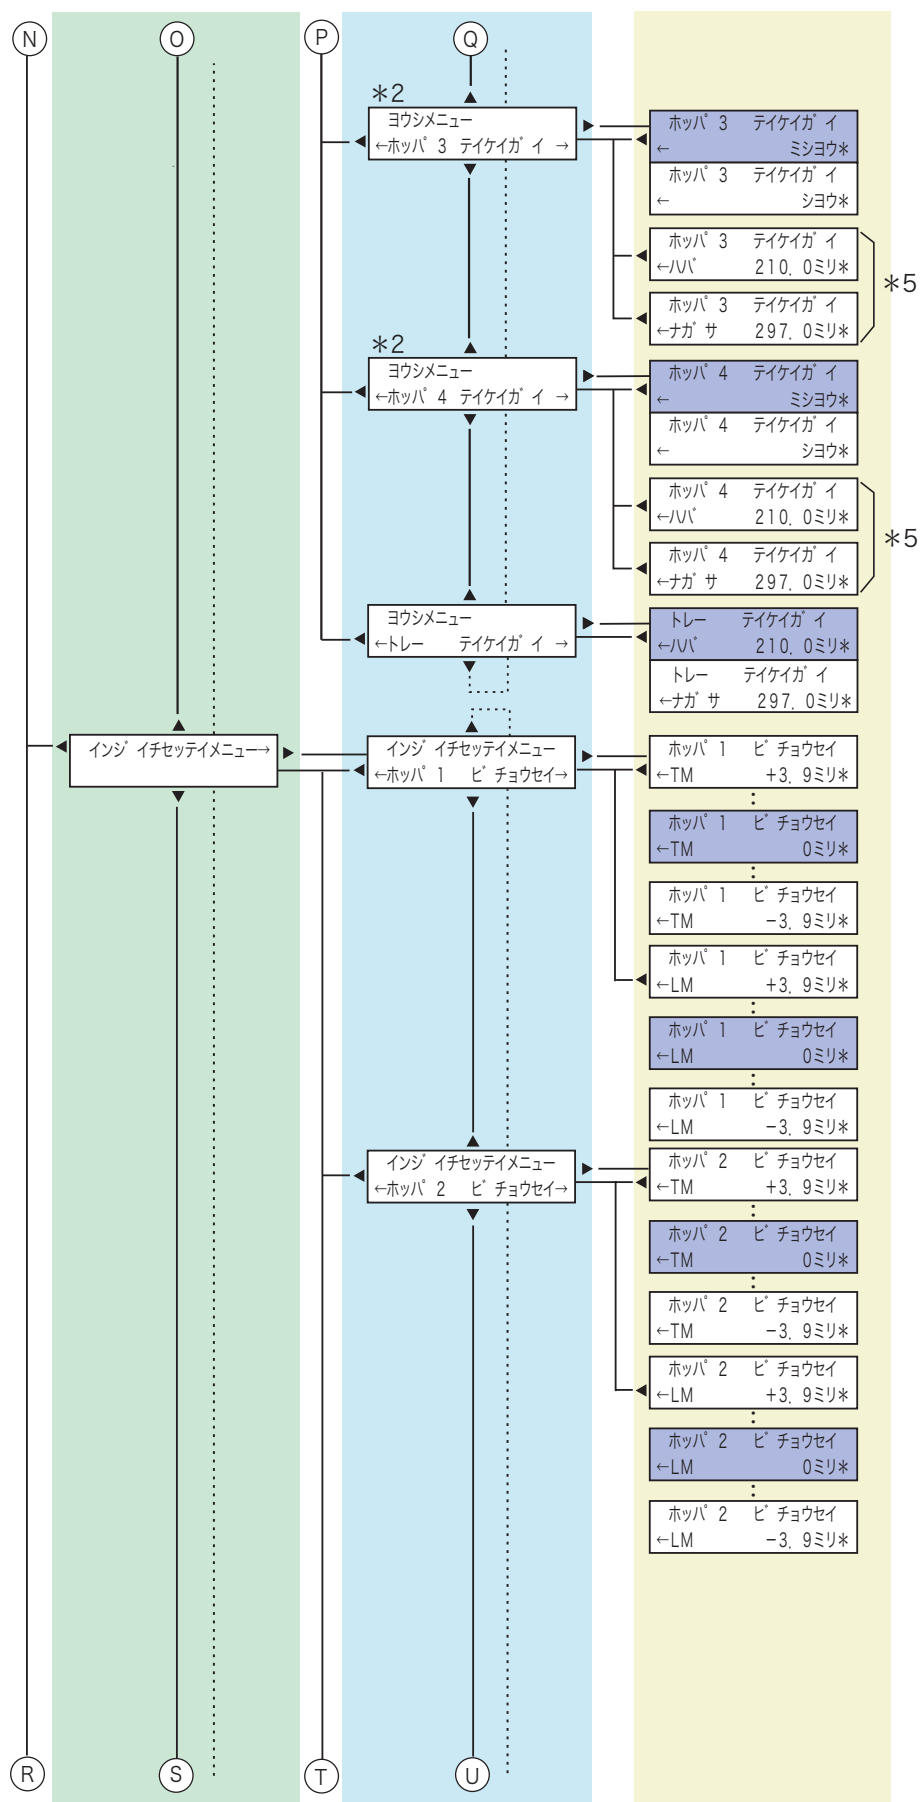 N
O
P
Q
*2
ヨウシメニュー
←ホッパ゜3 テイケイガ゛イ →
ホッパ゜3 テイケイガ゛イ
← ミシヨウ*
ホッパ゜3 テイケイガ゛イ
← シヨウ*
ホッパ゜3 テイケイガ゛イ
←ハバ 210．0ミリ*
ホッパ゜3 テイケイガ゛イ
←ナガ゛サ 297．0ミリ*
*5
*2
ヨウシメニュー
←ホッパ゜4 テイケイガ゛イ →
ホッパ゜4 テイケイガ゛イ
← ミシヨウ*
ホッパ゜4 テイケイガ゛イ
← シヨウ*
ホッパ゜4 テイケイガ゛イ
←ハバ 210．0ミリ*
ホッパ゜4 テイケイガ゛イ
←ナガ゛サ 297．0ミリ*
*5
ヨウシメニュー
←トレー テイケイガ゛イ →
トレー テイケイガ゛イ
←ハバ 210．0ミリ*
トレー テイケイガ゛イ
←ナガ゛サ 297．0ミリ*
インジ゛イチセッテイメニュー→
インジ゛イチセッテイメニュー
←ホッパ゜1 ビ゛チョウセイ→
ホッパ゜1 ビ゛チョウセイ
←TM +3．9ミリ*
ホッパ゜1 ビ゛チョウセイ
←TM 0ミリ*
ホッパ゜1 ビ゛チョウセイ
←TM −3．9ミリ*
ホッパ゜1 ビ゛チョウセイ
←LM +3．9ミリ*
ホッパ゜1 ビ゛チョウセイ
←LM 0ミリ*
ホッパ゜1 ビ゛チョウセイ
←LM −3．9ミリ*
インジ゛イチセッテイメニュー
←ホッパ゜2 ビ゛チョウセイ→
ホッパ゜2 ビ゛チョウセイ
←TM +3．9ミリ*
ホッパ゜2 ビ゛チョウセイ
←TM 0ミリ*
ホッパ゜2 ビ゛チョウセイ
←TM −3．9ミリ*
ホッパ゜2 ビ゛チョウセイ
←LM +3．9ミリ*
ホッパ゜2 ビ゛チョウセイ
←LM 0ミリ*
ホッパ゜2 ビ゛チョウセイ
←LM −3．9ミリ*
R
S
T
U